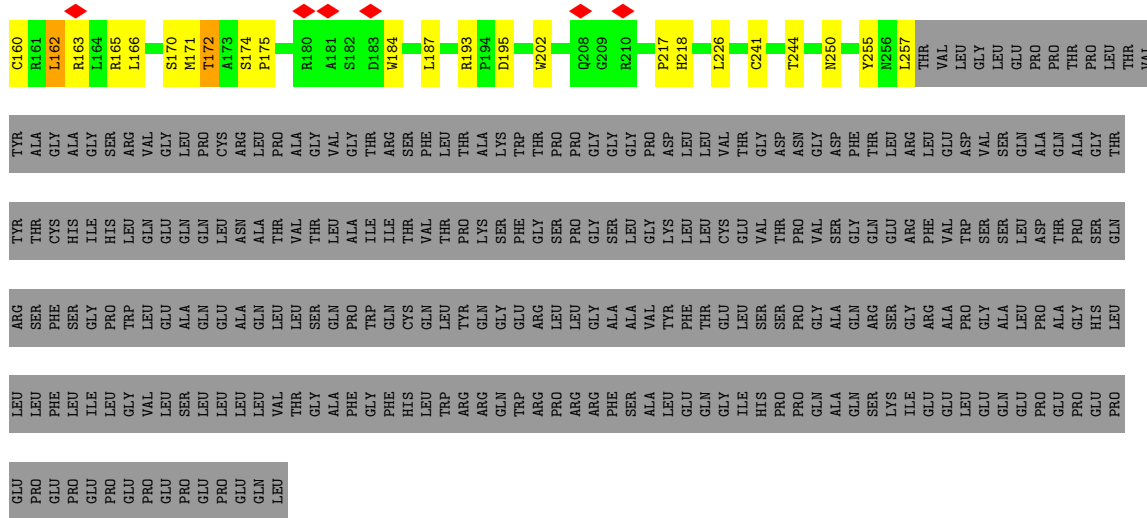 C160 R161 L162 R163 L164 R165 L166 S170 M171 T172 A173 S174 P175 R180 A181 S182 D183 W184 L187 R193 P194 D195 W202 Q208 G209 R210 P217 H218 L226 C241 T244 N250 Y255 N256 L257 THR VAL LEU GLY LEU GLU PRO PRO THR PRO LEU THR VAL
TYR ALA GLY ALA GLY SER ARG VAL GLY LEU PRO CYS ARG LEU PRO ALA GLY VAL GLY THR ARG SER PHE LEU THR ALA LYS TRP THR PRO PRO GLY GLY GLY PRO ASP LEU LEU VAL THR GLY ASP ASN GLY ASP PHE THR LEU ARG LEU GLU ASP VAL SER GLN ALA GLN ALA GLY THR
TYR THR CYS HIS ILE HIS LEU GLN GLU GLN GLN LEU ASN ALA THR VAL THR LEU ALA ILE ILE THR VAL THR PRO LYS SER PHE GLY SER PRO GLY SER LEU GLY LYS LEU LEU CYS GLU VAL THR PRO VAL SER GLY GLN GLU ARG PHE VAL TRP SER SER LEU ASP THR PRO SER GLN
ARG SER PHE SER GLY PRO TRP LEU GLU ALA GLN GLU ALA GLN LEU LEU SER GLN PRO TRP GLN CYS GLN LEU TYR GLN GLY GLU ARG LEU LEU GLY ALA ALA VAL TYR PHE THR GLU LEU SER SER PRO GLY ALA GLN ARG SER GLY ARG ALA PRO GLY ALA LEU PRO ALA GLY HIS LEU
LEU LEU PHE LEU ILE LEU GLY VAL LEU SER LEU LEU LEU LEU VAL THR GLY ALA PHE GLY PHE HIS LEU TRP ARG ARG GLN TRP ARG PRO ARG ARG PHE SER ALA LEU GLU GLN GLY ILE HIS PRO PRO GLN ALA GLN SER LYS ILE GLU GLU LEU GLU GLN GLU PRO GLU PRO GLU PRO
GLU PRO GLU PRO GLU PRO GLU PRO GLU PRO GLU PRO GLU GLN LEU